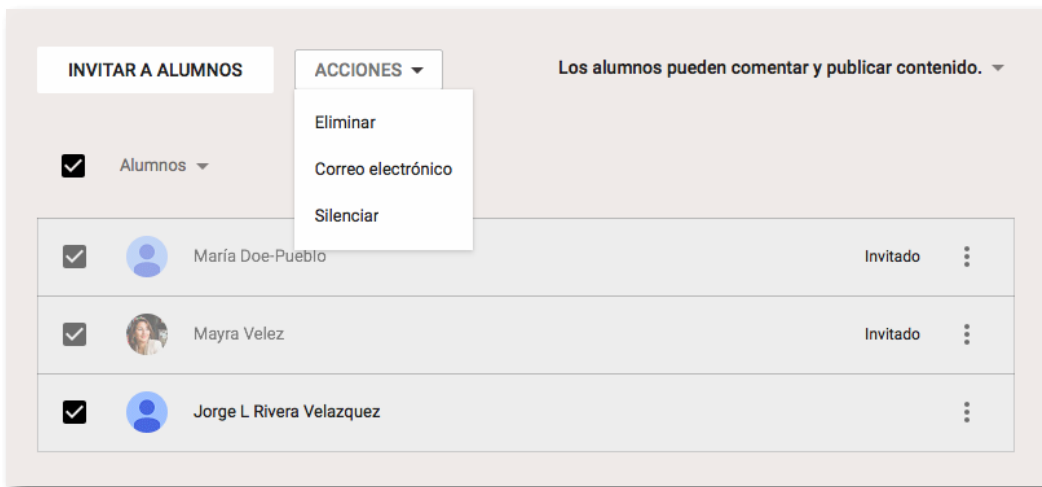 INVITAR A ALUMNOS
ACCIONES
Los alumnos pueden comentar y publicar contenido.
Eliminar
Correo electrónico
Silenciar
Alumnos
María Doe-Pueblo
Invitado
Mayra Velez
Invitado
Jorge L Rivera Velazquez